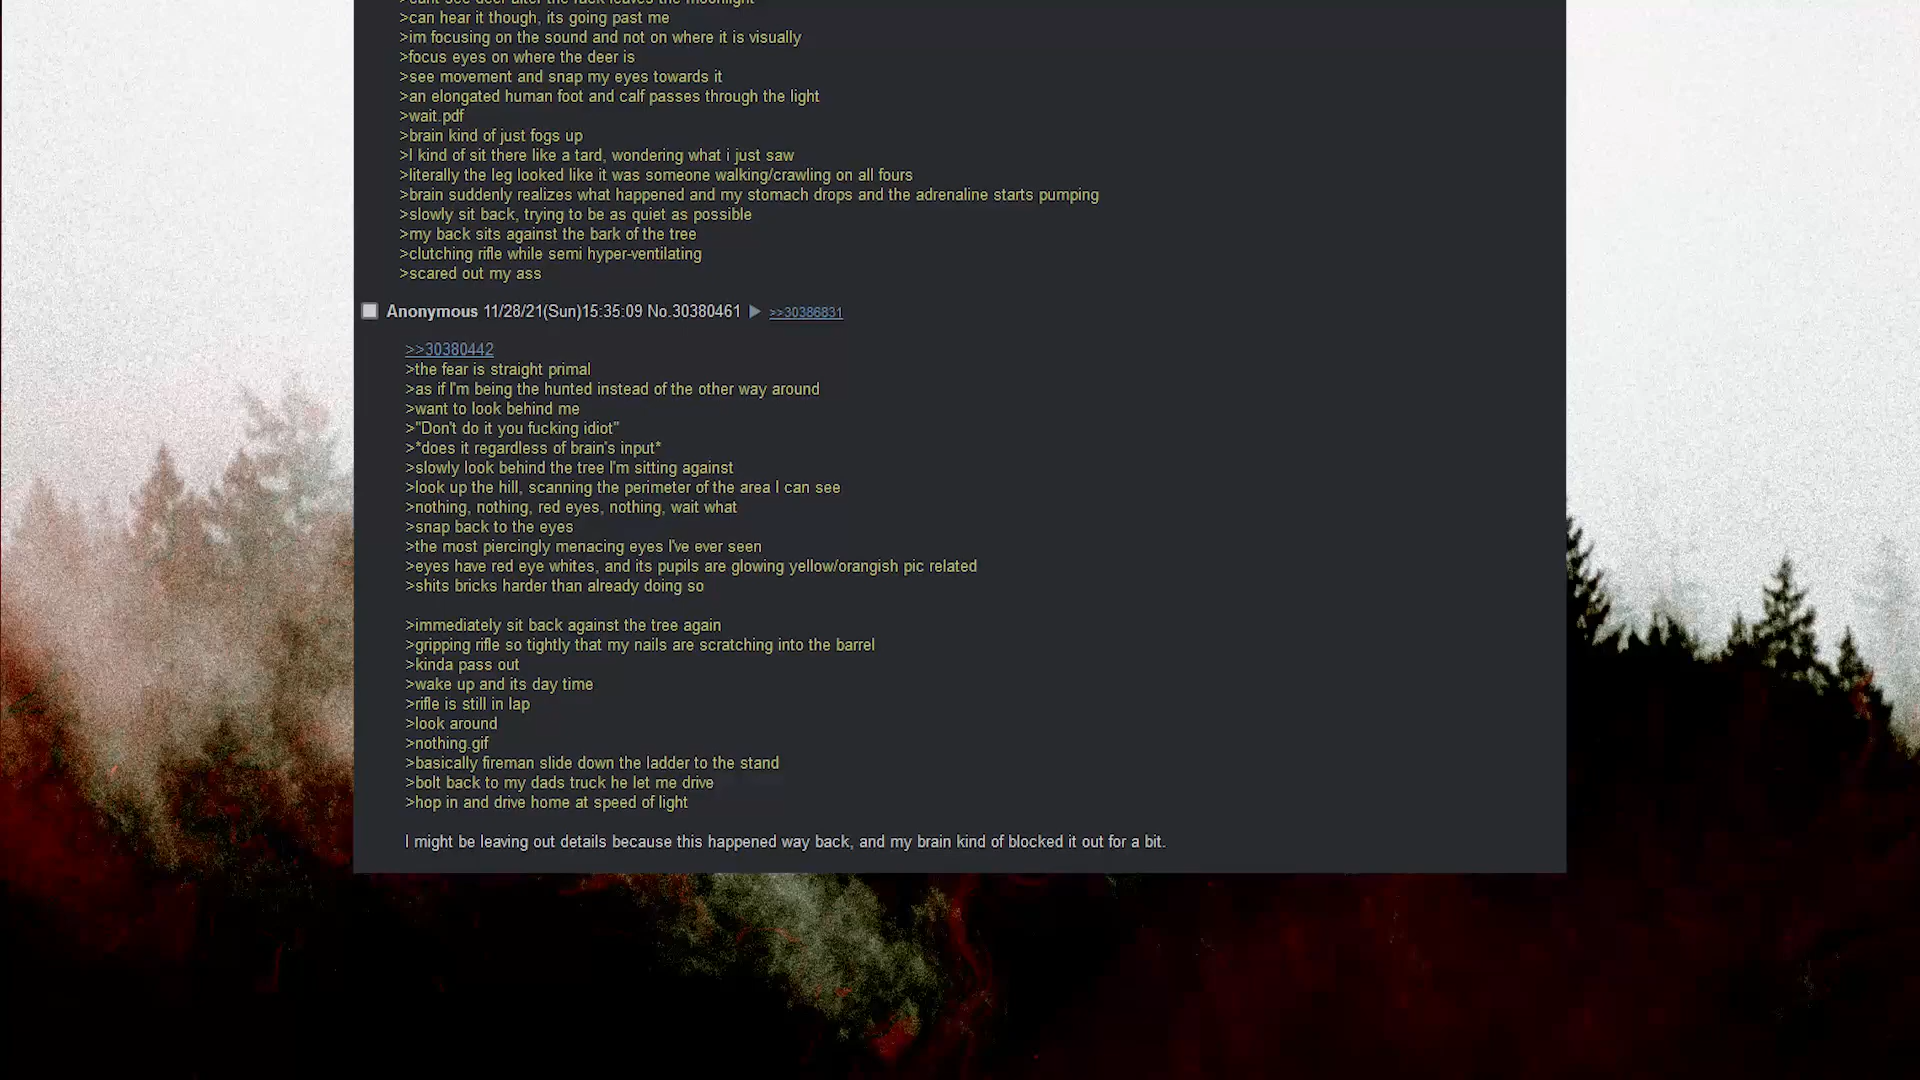 >cant see deer after the rack leaves the moonlight
>can hear it though, its going past me
>im focusing on the sound and not on where it is visually
>focus eyes on where the deer is
>see movement and snap my eyes towards it
>an elongated human foot and calf passes through the light
>wait.pdf
>brain kind of just fogs up
>I kind of sit there like a tard, wondering what i just saw
>literally the leg looked like it was someone walking/crawling on all fours
>brain suddenly realizes what happened and my stomach drops and the adrenaline starts pumping
>slowly sit back, trying to be as quiet as possible
>my back sits against the bark of the tree
>clutching rifle while semi hyper-ventilating
>scared out my ass
Anonymous 11/28/21(Sun)15:35:09 No.30380461 ▶ >>30386831
>>30380442
>the fear is straight primal
>as if I'm being the hunted instead of the other way around
>want to look behind me
>"Don't do it you fucking idiot"
>*does it regardless of brain's input*
>slowly look behind the tree I'm sitting against
>look up the hill, scanning the perimeter of the area I can see
>nothing, nothing, red eyes, nothing, wait what
>snap back to the eyes
>the most piercingly menacing eyes I've ever seen
>eyes have red eye whites, and its pupils are glowing yellow/orangish pic related
>shits bricks harder than already doing so
>immediately sit back against the tree again
>gripping rifle so tightly that my nails are scratching into the barrel
>kinda pass out
>wake up and its day time
>rifle is still in lap
>look around
>nothing.gif
>basically fireman slide down the ladder to the stand
>bolt back to my dads truck he let me drive
>hop in and drive home at speed of light
I might be leaving out details because this happened way back, and my brain kind of blocked it out for a bit.